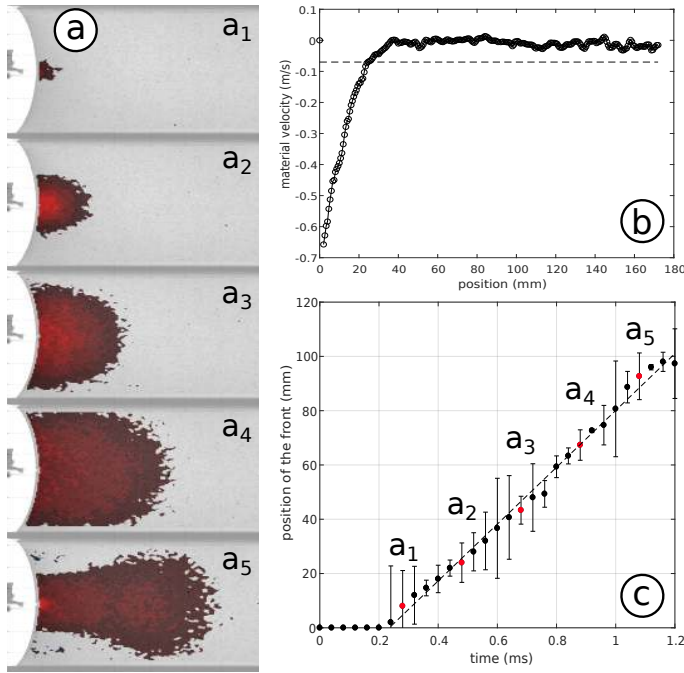 a
a1
a2
a3
a4
a5
0.1
0
-0.1
-0.2
-0.3
-0.4
-0.5
-0.6
-0.7
material velocity (m/s)
0 20 40 60 80 100 120 140 160 180
position (mm)
b
120
100
80
60
40
20
0
position of the front (mm)
a1
a2
a3
a4
a5
0 0.2 0.4 0.6 0.8 1 1.2
time (ms)
c